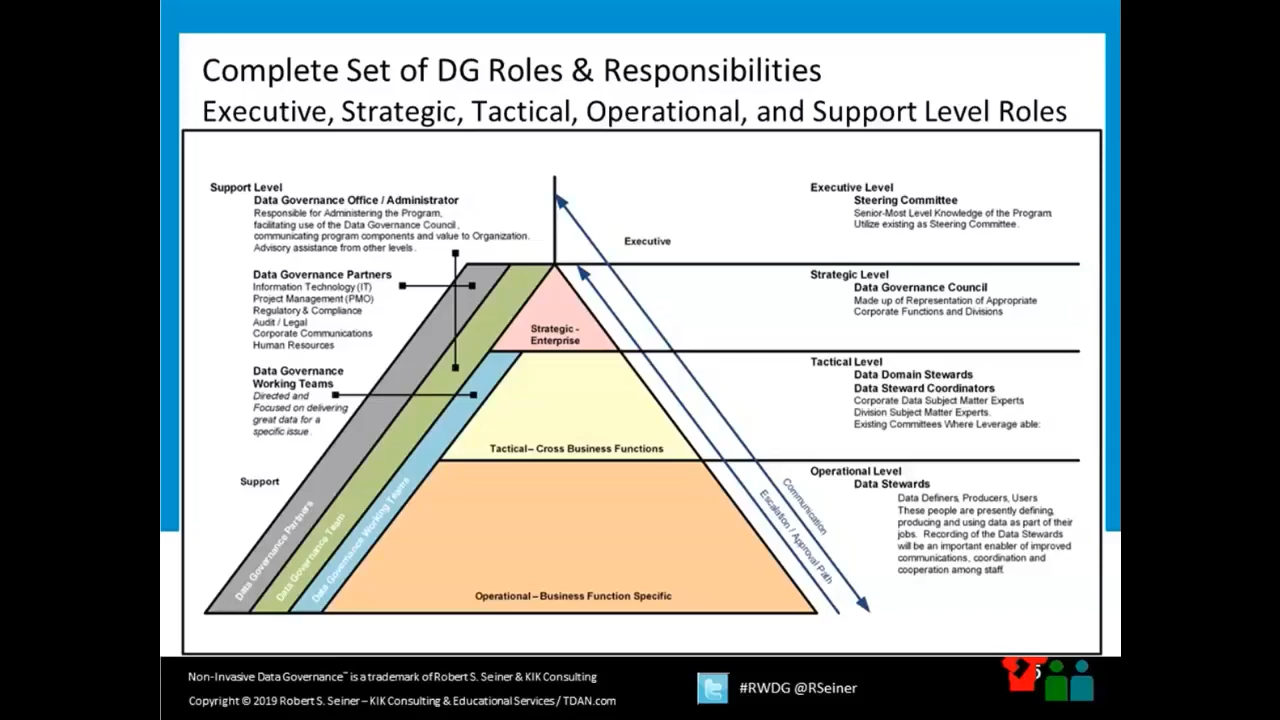 Complete Set of DG Roles & Responsibilities
Executive, Strategic, Tactical, Operational, and Support Level Roles
Support Level
Data Governance Office / Administrator
Responsible for Administering the Program,
facilitating use of the Data Governance Council,
communicating program components and value to Organization.
Advisory assistance from other levels.
Data Governance Partners
Information Technology (IT)
Project Management (PMO)
Regulatory & Compliance
Audit / Legal
Corporate Communications
Human Resources
Data Governance
Working Teams
Directed and
Focused on delivering
great data for a
specific issue.
Support
Data Governance Partners
Data Governance Team
Data Governance Working Teams
Executive
Strategic -
Enterprise
Tactical – Cross Business Functions
Operational – Business Function Specific
Communication
Escalation / Approval Path
Executive Level
Steering Committee
Senior-Most Level Knowledge of the Program
Utilize existing as Steering Committee.
Strategic Level
Data Governance Council
Made up of Representation of Appropriate
Corporate Functions and Divisions
Tactical Level
Data Domain Stewards
Data Steward Coordinators
Corporate Data Subject Matter Experts
Division Subject Matter Experts.
Existing Committees Where Leverage able.
Operational Level
Data Stewards
Data Definers, Producers, Users
These people are presently defining,
producing and using data as part of their
jobs. Recording of the Data Stewards
will be an important enabler of improved
communications, coordination and
cooperation among staff.
Non-Invasive Data Governance™ is a trademark of Robert S. Seiner & KIK Consulting
Copyright © 2019 Robert S. Seiner – KIK Consulting & Educational Services / TDAN.com
#RWDG @RSeiner